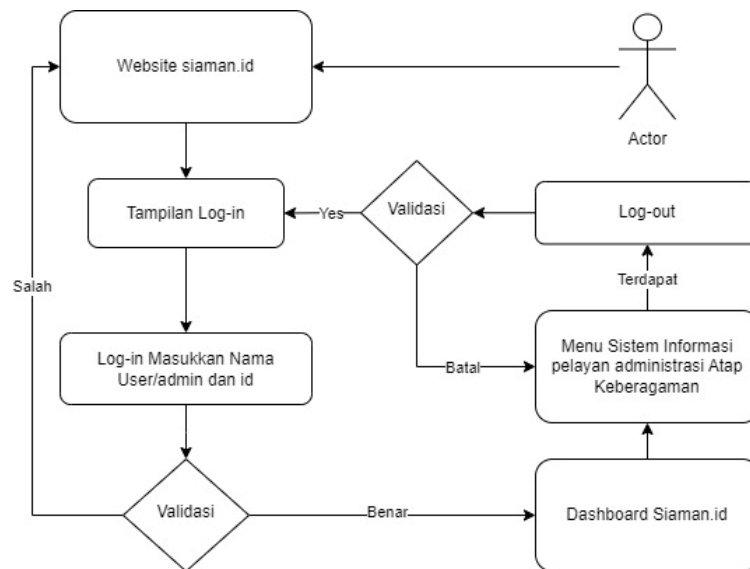 Website siaman.id
Actor
Tampilan Log-in
Yes
Validasi
Log-out
Salah
Terdapat
Log-in Masukkan Nama
User/admin dan id
Batal
Menu Sistem Informasi
pelayan administrasi Atap
Keberagaman
Validasi
Benar
Dashboard Siaman.id